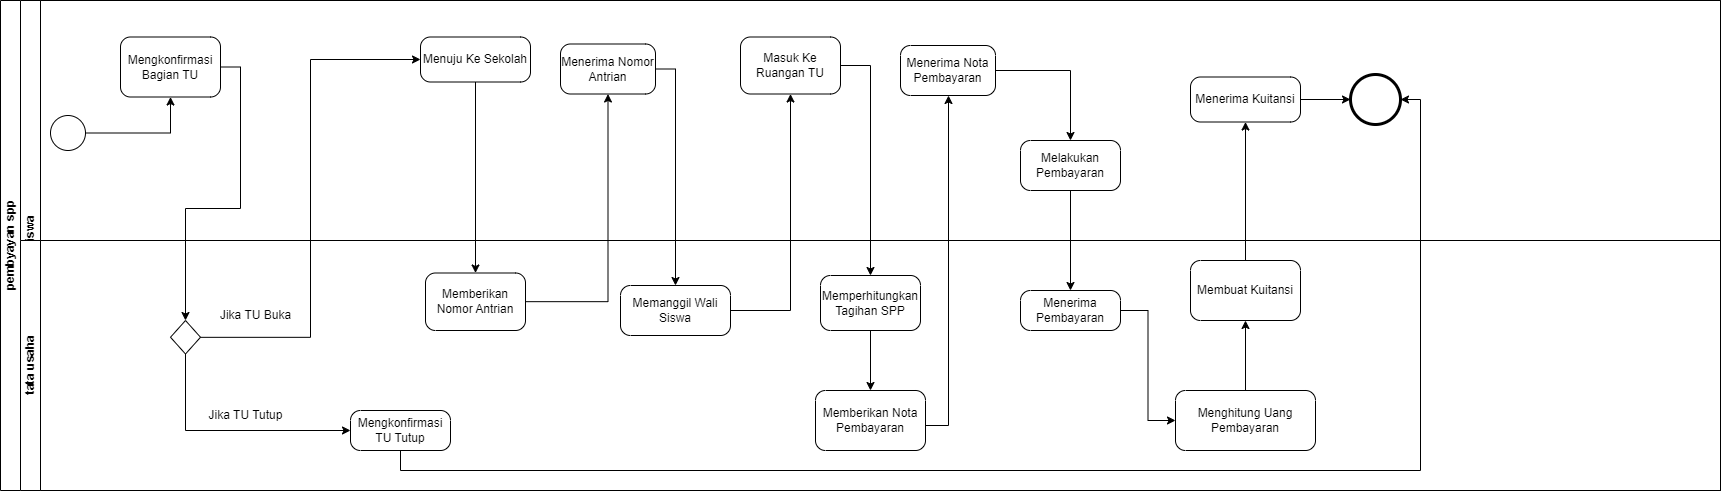 pembyayan spp
iswa
tata usaha
Mengkonfirmasi
Bagian TU
Menuju Ke Sekolah
Menerima Nomor
Antrian
Masuk Ke
Ruangan TU
Menerima Nota
Pembayaran
Menerima Kuitansi
Melakukan
Pembayaran
Jika TU Buka
Memberikan
Nomor Antrian
Memanggil Wali
Siswa
Memperhitungkan
Tagihan SPP
Menerima
Pembayaran
Membuat Kuitansi
Jika TU Tutup
Mengkonfirmasi
TU Tutup
Memberikan Nota
Pembayaran
Menghitung Uang
Pembayaran